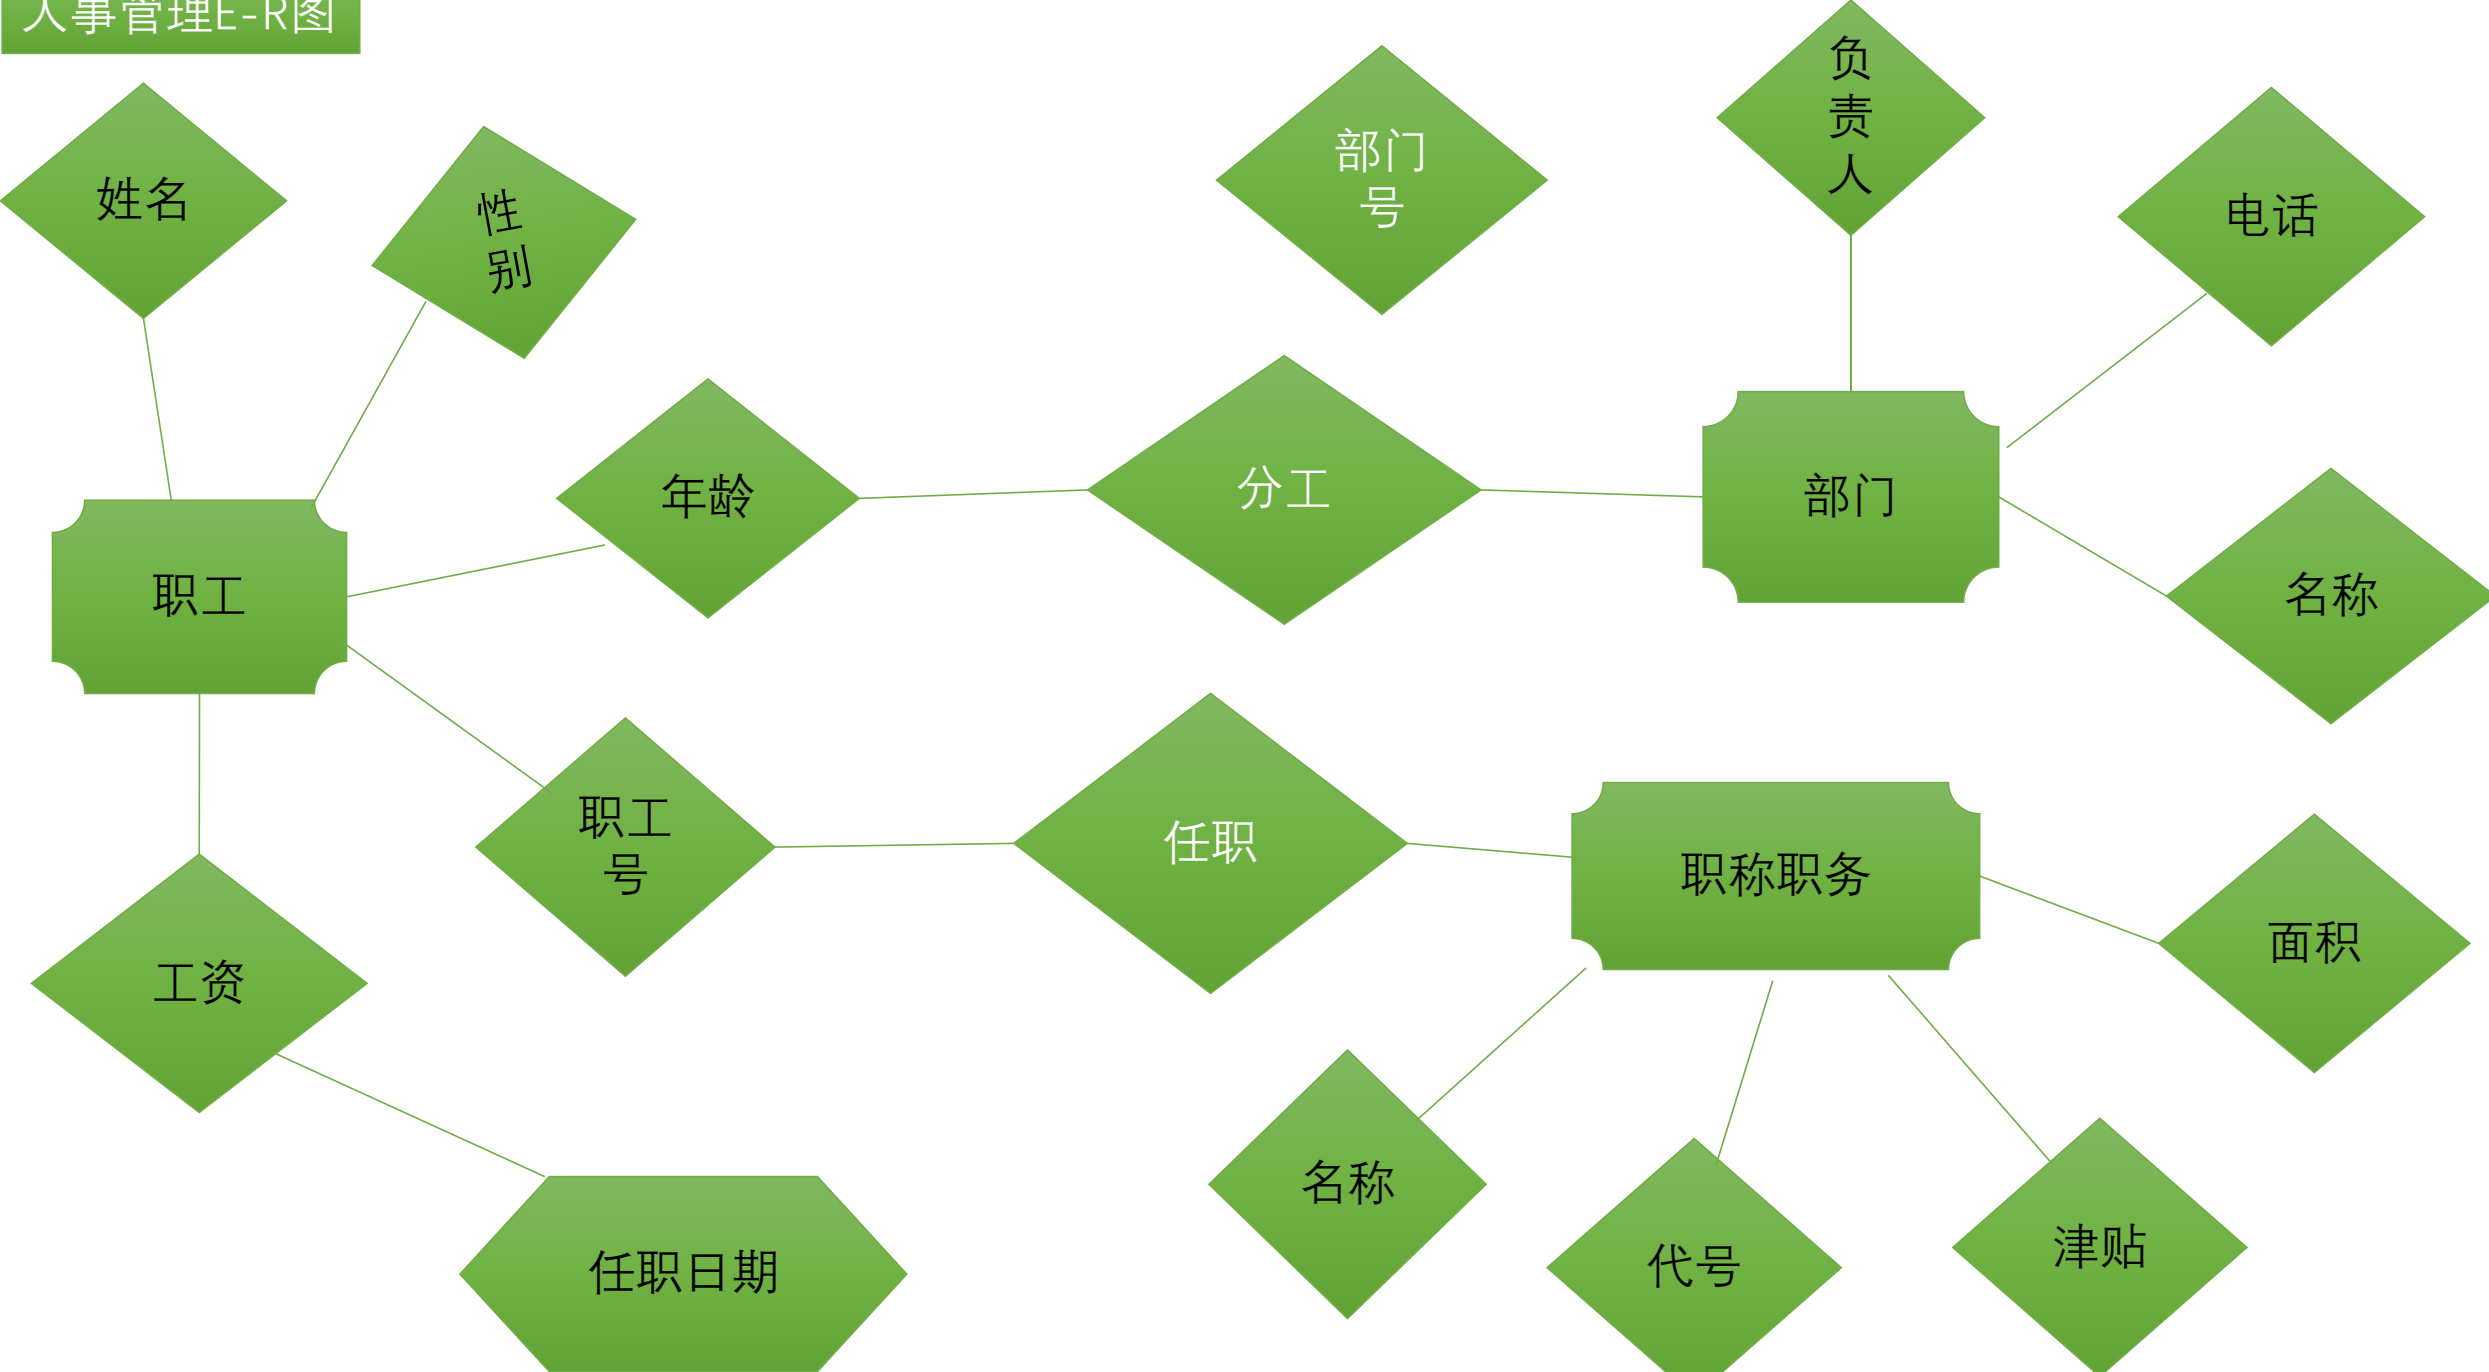 人事管理E-R图
姓名
性
别
部门
号
负
责
人
电话
年龄
分工
部门
职工
名称
职工
号
任职
职称职务
面积
工资
名称
代号
津贴
任职日期